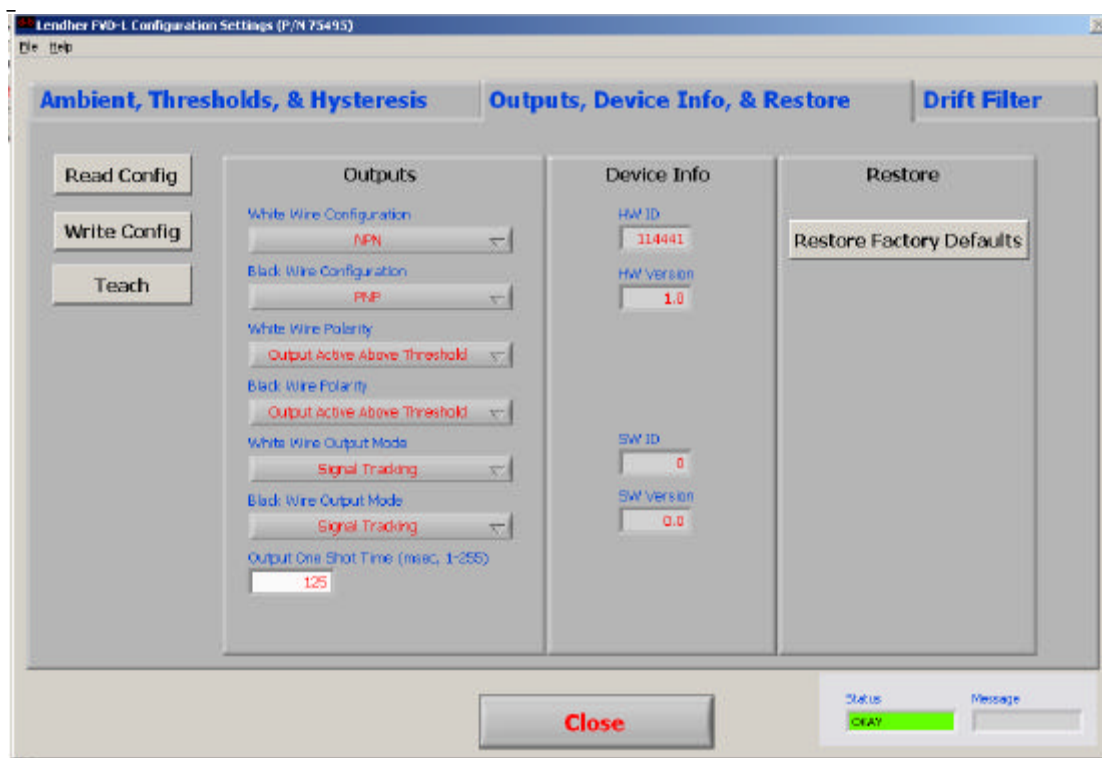 Lendher FVD-L Configuration Settings (P/N 75495)
File Help
Ambient, Thresholds, & Hysteresis
Outputs, Device Info, & Restore
Drift Filter
Read Config
Write Config
Teach
Outputs
White Wire Configuration
NPN
Black Wire Configuration
PNP
White Wire Polarity
Output Active Above Threshold
Black Wire Polarity
Output Active Above Threshold
White Wire Output Mode
Signal Tracking
Black Wire Output Mode
Signal Tracking
Output One Shot Time (msec, 1-255)
125
Device Info
HW ID
114441
HW Version
1.0
SW ID
0
SW Version
0.0
Restore
Restore Factory Defaults
Close
Status
OKAY
Message